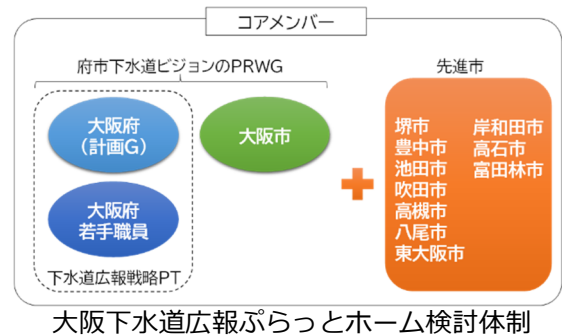 コアメンバー
府市下水道ビジョンのPRWG
先進市
大阪府
（計画G）
大阪市
大阪府
若手職員
下水道広報戦略PT
堺市
豊中市
池田市
吹田市
高槻市
八尾市
東大阪市
岸和田市
高石市
富田林市
大阪下水道広報ぷらっとホーム検討体制